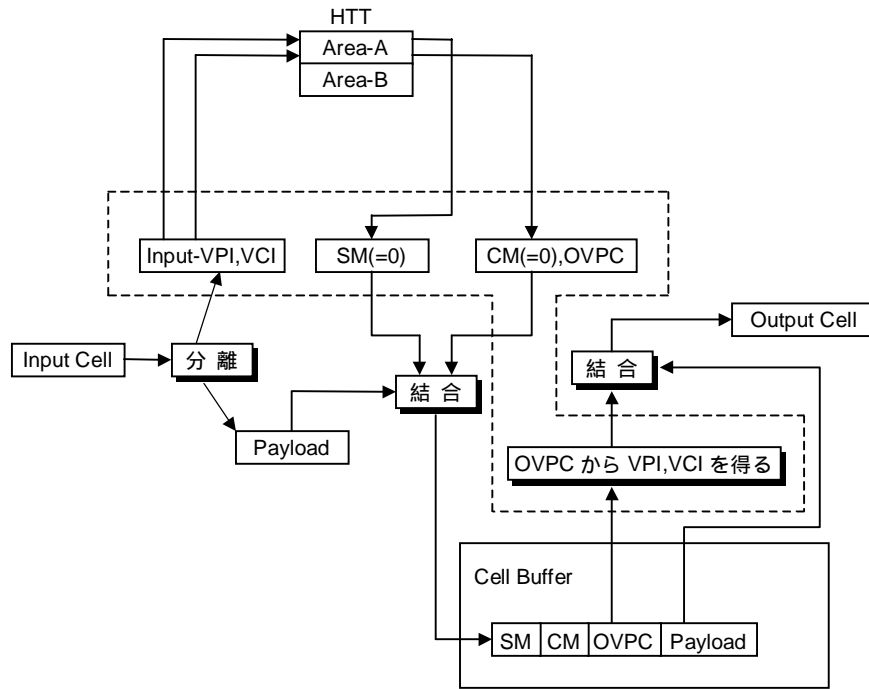 HTT
Area-A
Area-B
Input-VPI,VCI
SM(=0)
CM(=0),OVPC
Output Cell
Input Cell
分 離
結 合
結 合
Payload
OVPC から VPI,VCI を得る
Cell Buffer
SM CM OVPC Payload